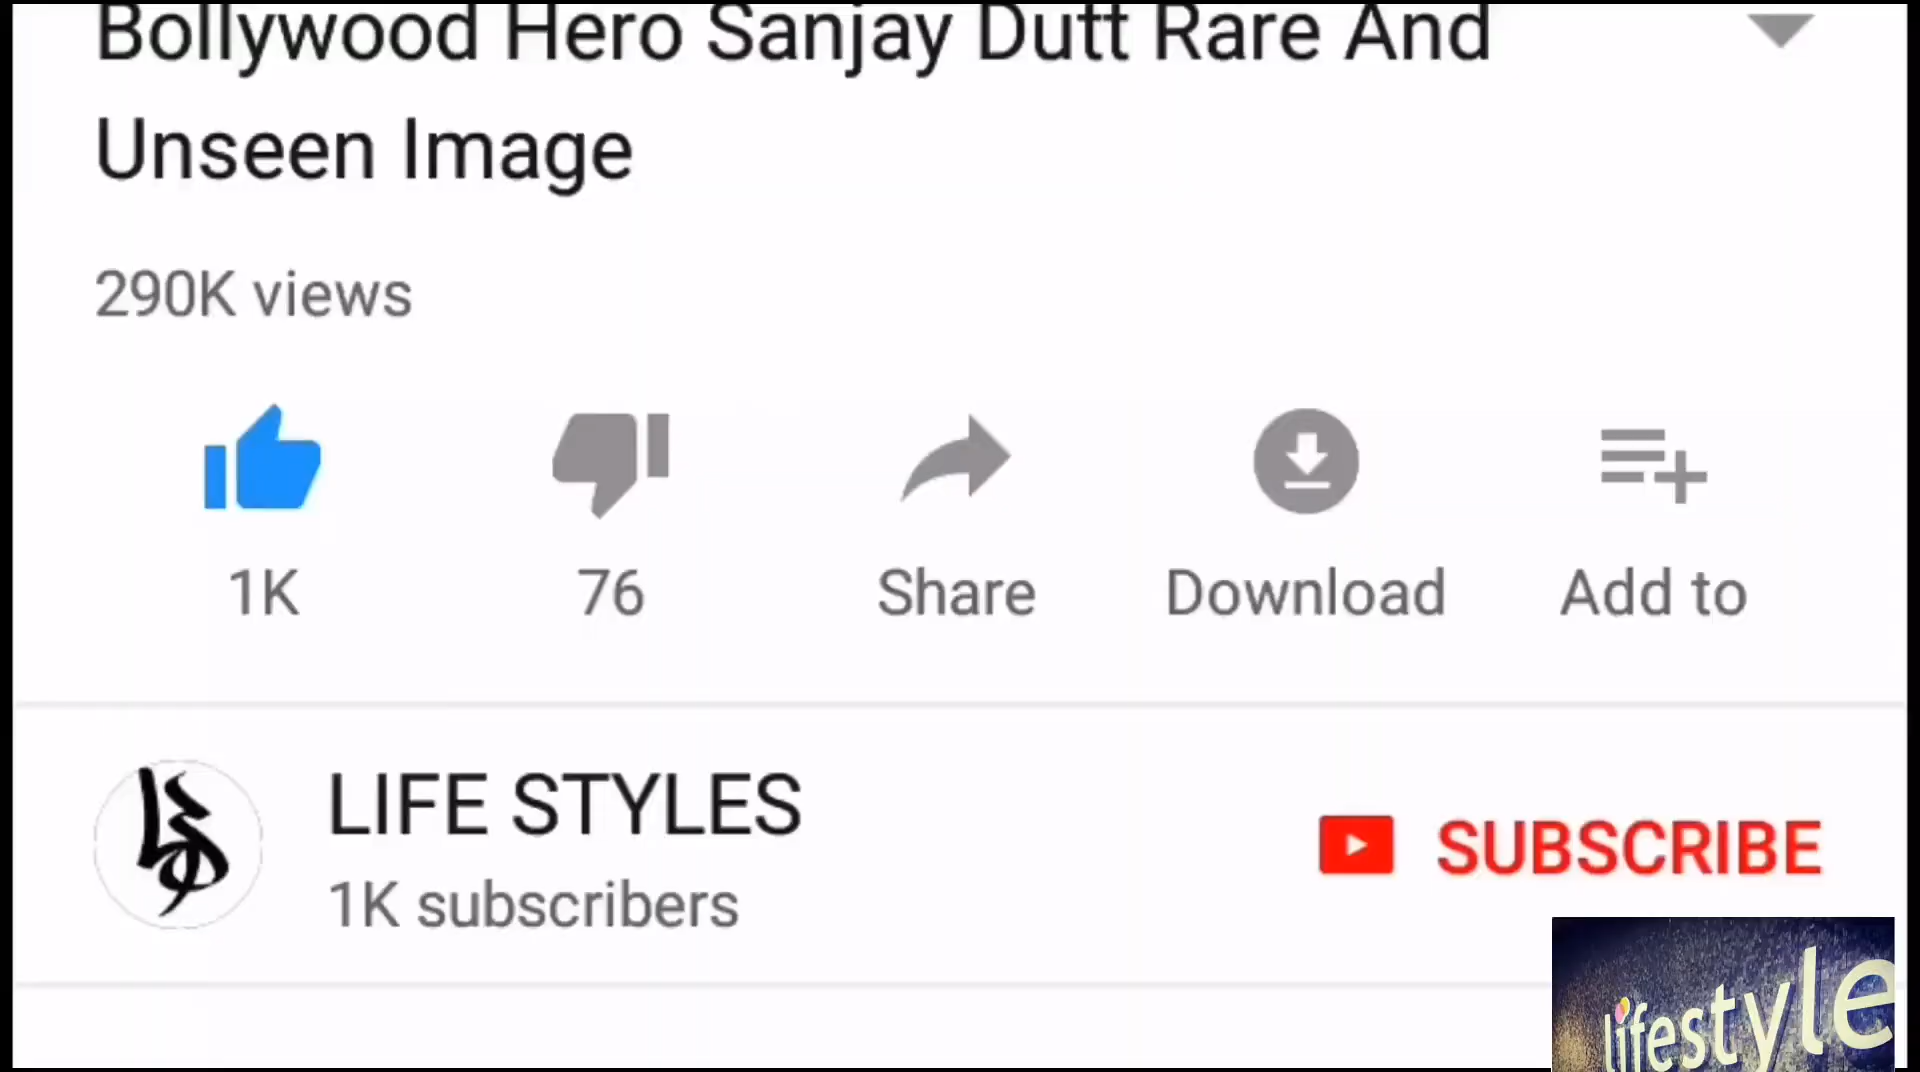 Bollywood Hero Sanjay Dutt Rare And
Unseen Image
290K views
1K
76
Share
Download
Add to
LIFE STYLES
1K subscribers
SUBSCRIBE
lifestyle